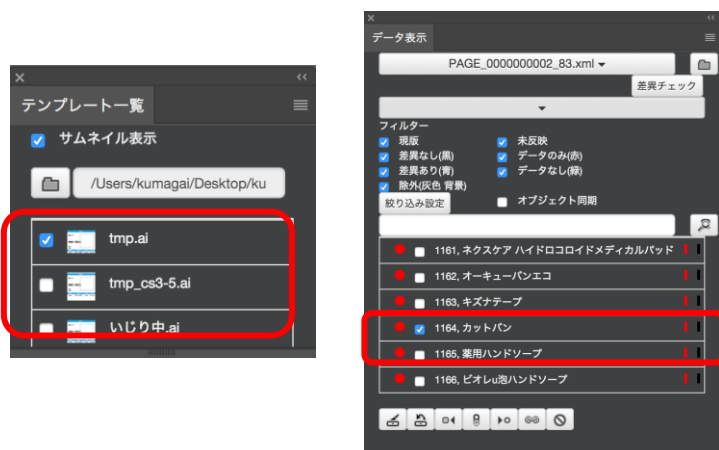 テンプレート一覧
サムネイル表示
/Users/kumagai/Desktop/ku
tmp.ai
tmp_cs3-5.ai
いじり中.ai
データ表示
PAGE_0000000002_83.xml
差異チェック
フィルター
現版
未反映
差異なし(黒)
データのみ(赤)
差異あり(青)
データなし(緑)
除外(灰色 背景)
絞り込み設定
オブジェクト同期
1161, ネクスケア ハイドロコロイドメディカルパッド
1162, オーキューバンエコ
1163, キズナテープ
1164, カットバン
1165, 薬用ハンドソープ
1166, ビオレu泡ハンドソープ